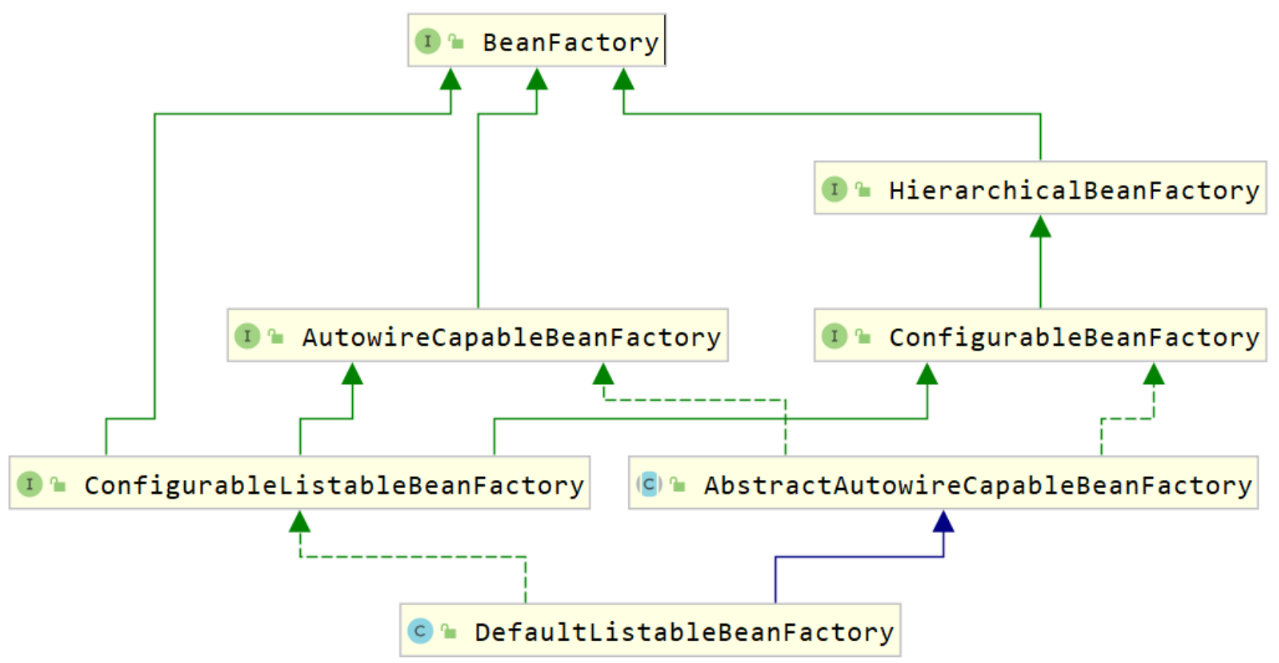 I BeanFactory
I HierarchicalBeanFactory
I AutowireCapableBeanFactory
I ConfigurableBeanFactory
I ConfigurableListableBeanFactory
C AbstractAutowireCapableBeanFactory
C DefaultListableBeanFactory